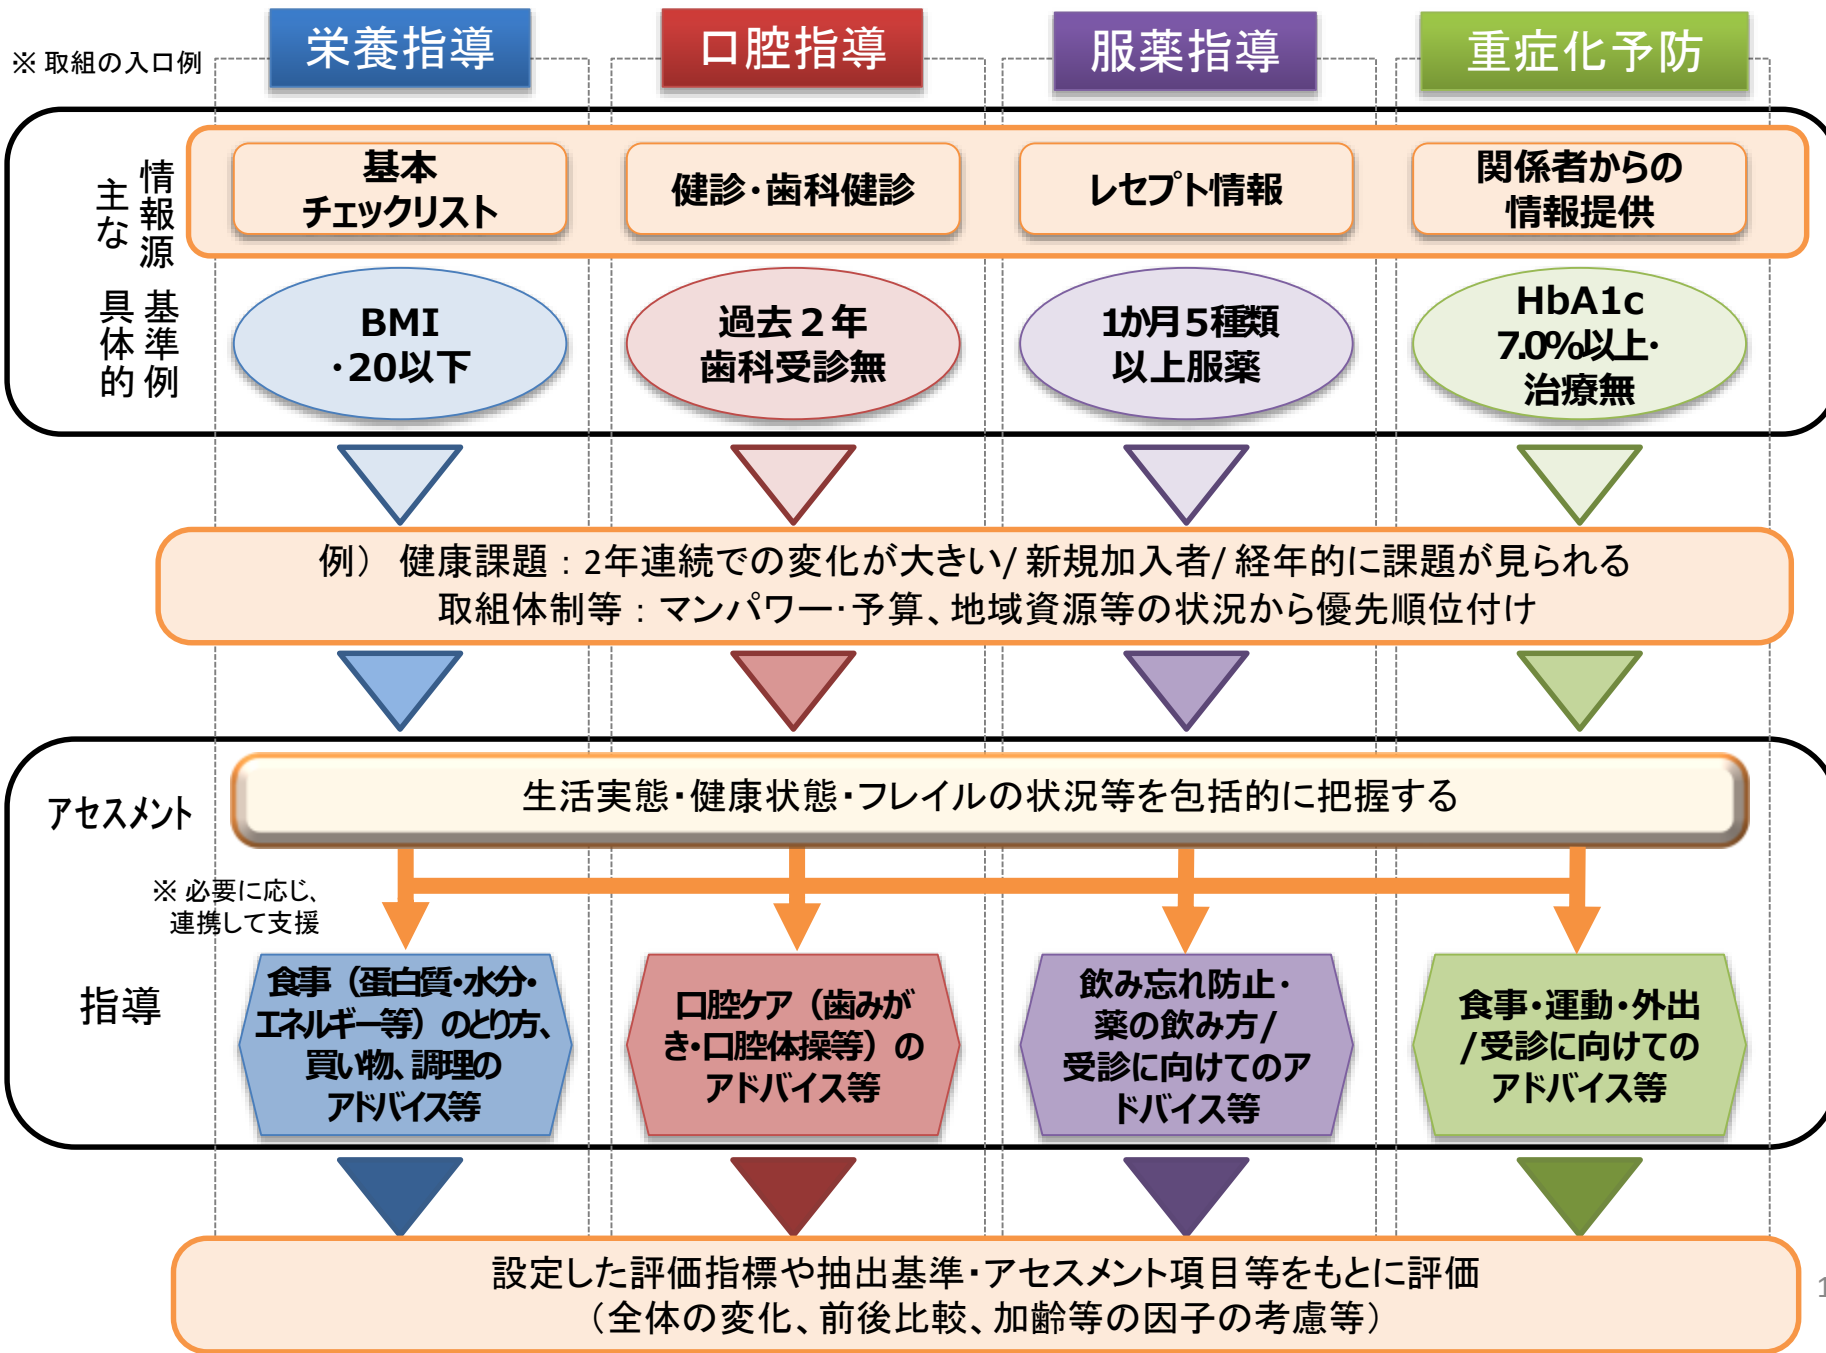 ※ 取組の入口例
栄養指導
口腔指導
服薬指導
重症化予防
主な
情報源
基本
チェックリスト
健診・歯科健診
レセプト情報
関係者からの
情報提供
具体的
基準例
BMI
・20以下
過去２年
歯科受診無
1か月5種類
以上服薬
HbA1c
7.0%以上・
治療無
例） 健康課題：2年連続での変化が大きい/ 新規加入者/ 経年的に課題が見られる
取組体制等：マンパワー・予算、地域資源等の状況から優先順位付け
アセスメント
生活実態・健康状態・フレイルの状況等を包括的に把握する
※ 必要に応じ、
連携して支援
指導
食事（蛋白質・水分・
エネルギー等）のとり方、
買い物、調理の
アドバイス等
口腔ケア（歯みが
き・口腔体操等）の
アドバイス等
飲み忘れ防止・
薬の飲み方/
受診に向けてのア
ドバイス等
食事・運動・外出
/受診に向けての
アドバイス等
設定した評価指標や抽出基準・アセスメント項目等をもとに評価
（全体の変化、前後比較、加齢等の因子の考慮等）